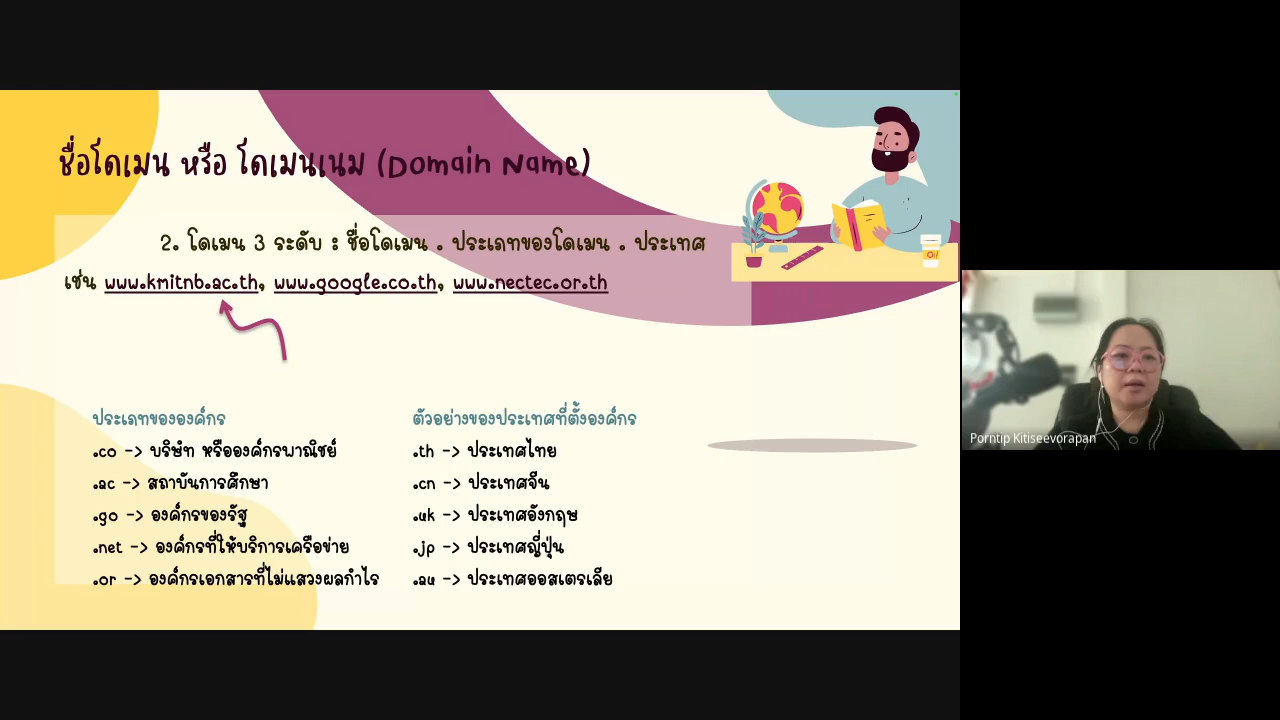 ชื่อโดเมน หรือ โดเมนเนม (Domain Name)
2. โดเมน 3 ระดับ : ชื่อโดเมน . ประเภทของโดเมน . ประเทศ
เช่น www.kmitnb.ac.th, www.google.co.th, www.nectec.or.th
ประเภทขององค์กร
.co -> บริษัท หรือองค์กรพาณิชย์
.ac -> สถาบันการศึกษา
.go -> องค์กรของรัฐ
.net -> องค์กรที่ให้บริการเครือข่าย
.or -> องค์กรเอกสารที่ไม่แสวงผลกำไร
ตัวอย่างของประเทศที่ตั้งองค์กร
.th -> ประเทศไทย
.cn -> ประเทศจีน
.uk -> ประเทศอังกฤษ
.jp -> ประเทศญี่ปุ่น
.au -> ประเทศออสเตรเลีย
Porntip Kitiseevorapan